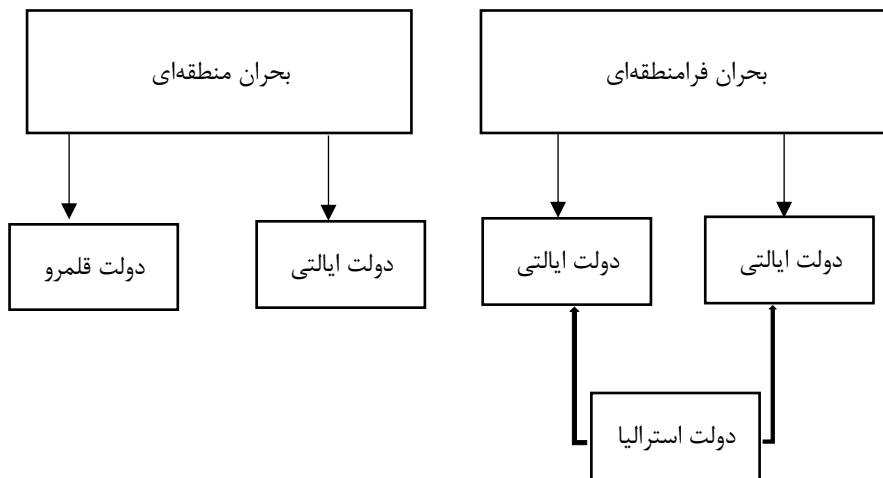 بحران فرامنطقه‌ای
بحران منطقه‌ای
دولت ایالتی
دولت ایالتی
دولت ایالتی
دولت قلمرو
دولت استرالیا